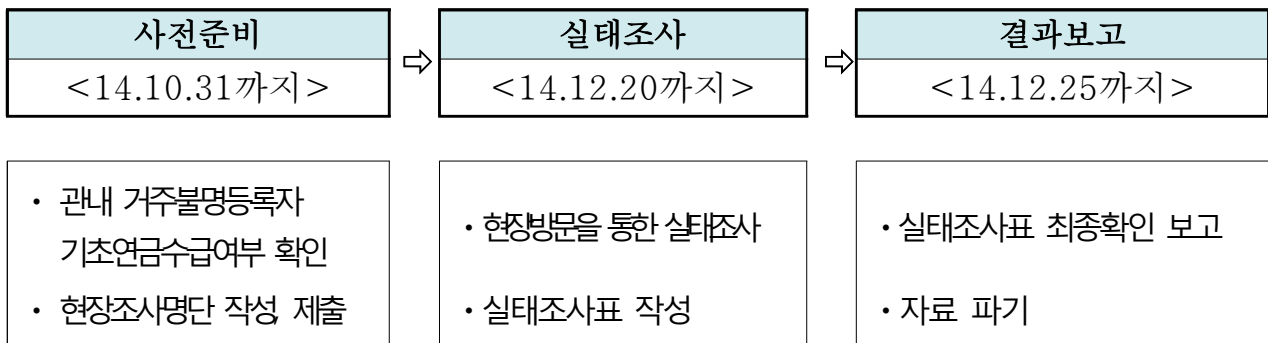 사전준비
<14.10.31까지>
⇨
실태조사
<14.12.20까지>
⇨
결과보고
<14.12.25까지>
・ 관내 거주불명등록자
기초연금수급여부 확인
・ 현장조사명단 작성, 제출
・현장방문을 통한 실태조사
・실태조사표 작성
・실태조사표 최종확인 보고
・자료 파기